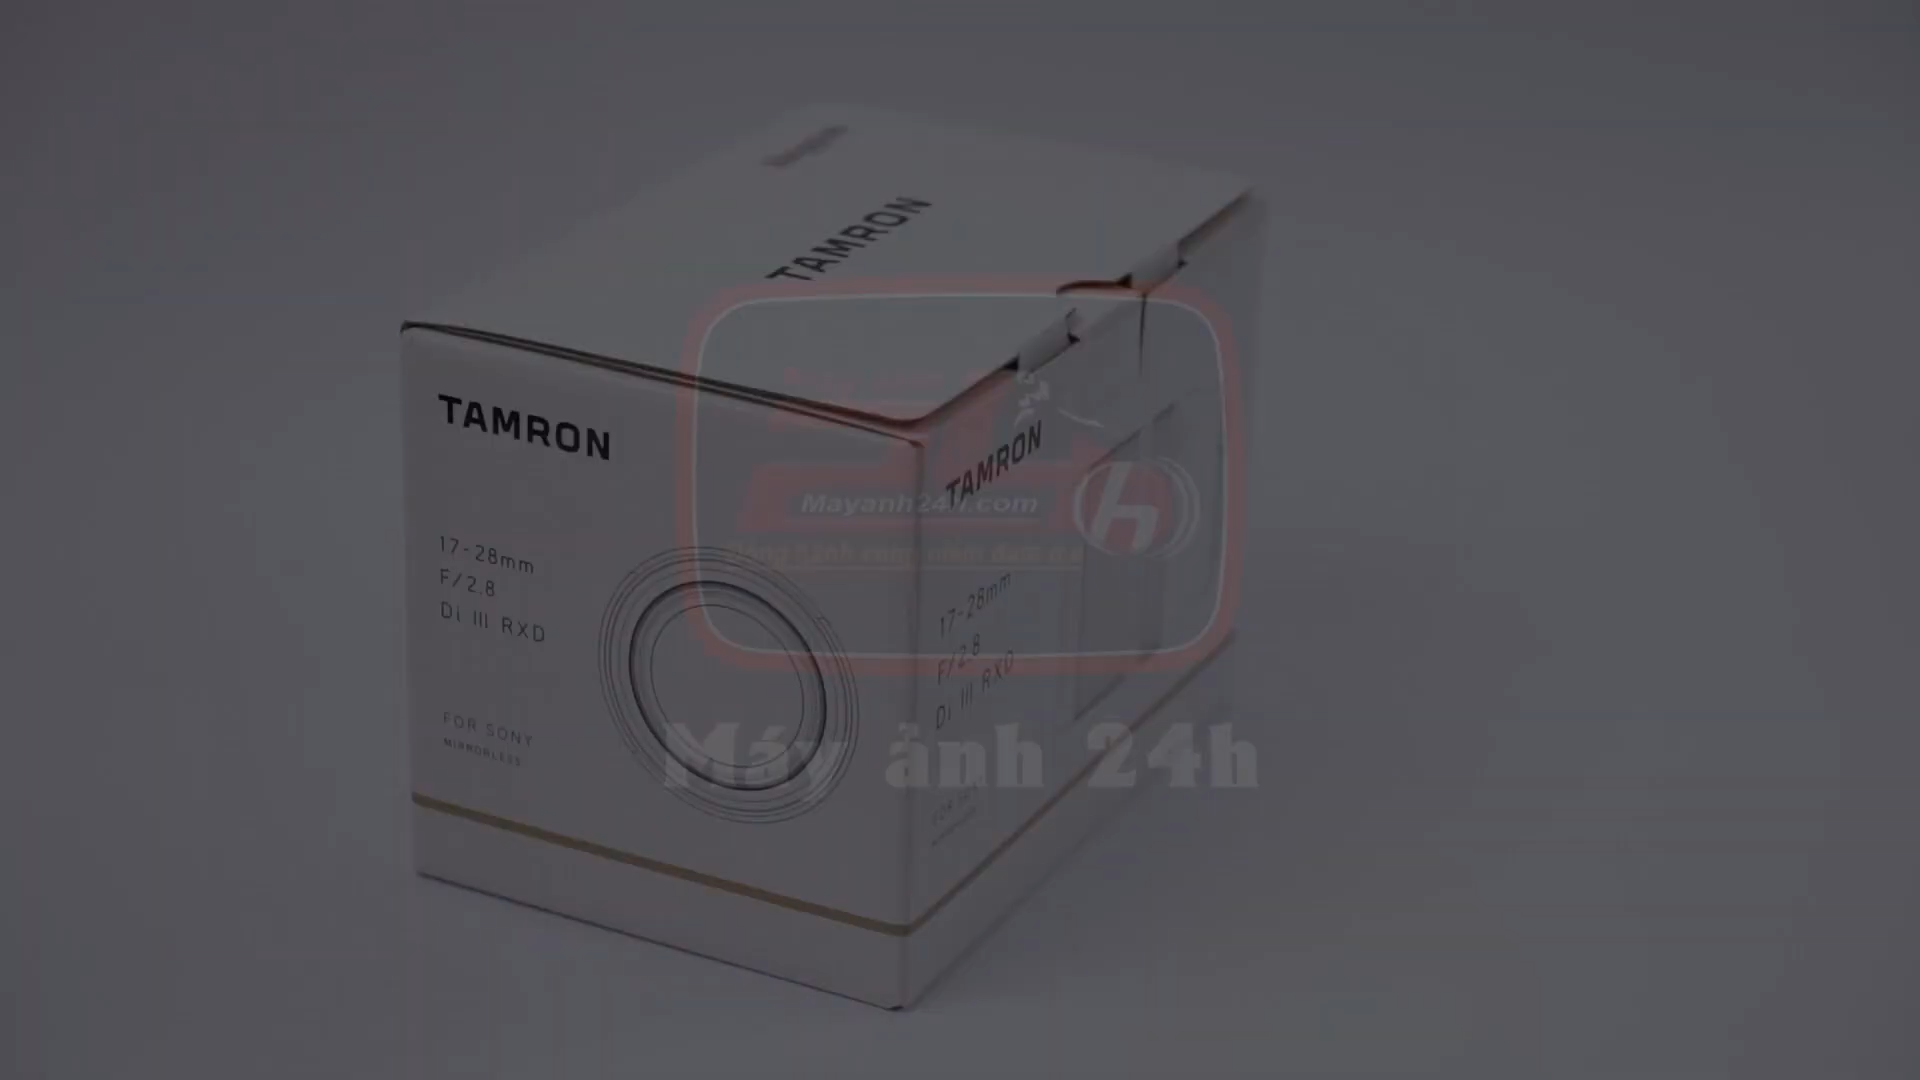 TAMRON
TAMRON
17-28mm
F/2.8
Di III RXD
FOR SONY
MIRRORLESS
TAMRON
17-28mm
F/2.8
Di III RXD
Mayanh24h.com
Máy ảnh 24h